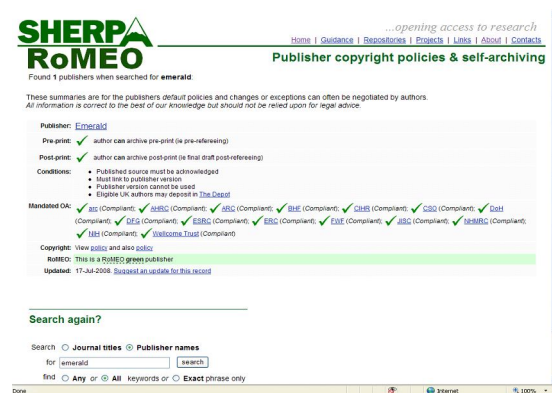 SHERPA
RoMEO
...opening access to research
Home | Guidance | Repositories | Projects | Links | About | Contacts
Publisher copyright policies & self-archiving
Found 1 publishers when searched for emerald.
These summaries are for the publishers default policies and changes or exceptions can often be negotiated by authors.
All information is correct to the best of our knowledge but should not be relied upon for legal advice.
Publisher: Emerald
Pre-print: author can archive pre-print (ie pre-refereeing)
Post-print: author can archive post-print (ie final draft post-refereeing)
Conditions: • Published source must be acknowledged
• Must link to publisher version
• Publisher version cannot be used
• Eligible UK authors may deposit in The Depot
Mandated OA: arc (Compliant); AHRC (Compliant); ARC (Compliant); BHF (Compliant); CIHR (Compliant); CSO (Compliant); DoH
(Compliant); DFG (Compliant); ESRC (Compliant); ERC (Compliant); FWF (Compliant); JISC (Compliant); NHMRC (Compliant);
NIH (Compliant); Wellcome Trust (Compliant)
Copyright: View policy and also policy
RoMEO: This is a RoMEO green publisher
Updated: 17-Jul-2008. Suggest an update for this record
Search again?
Search Journal titles Publisher names
for emerald search
find Any or All keywords or Exact phrase only
Done Internet 100%